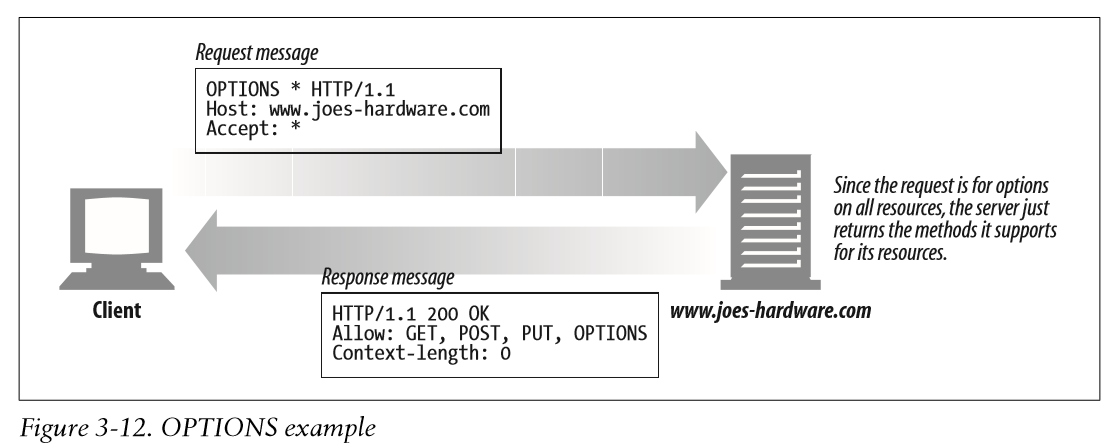 Request message
OPTIONS * HTTP/1.1
Host: www.joes-hardware.com
Accept: *
Since the request is for options
on all resources, the server just
returns the methods it supports
for its resources.
Client
www.joes-hardware.com
Response message
HTTP/1.1 200 OK
Allow: GET, POST, PUT, OPTIONS
Context-length: 0
Figure 3-12. OPTIONS example